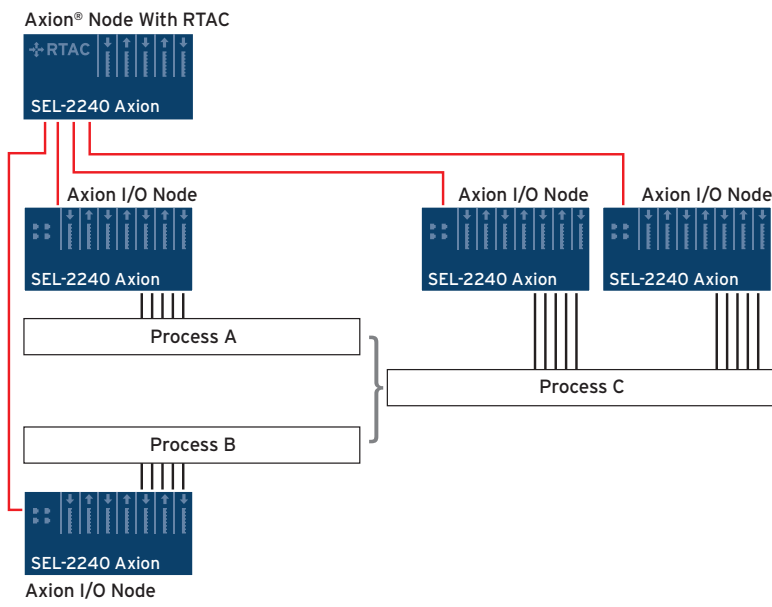 Axion® Node With RTAC
RTAC
SEL-2240 Axion
Axion I/O Node
Axion I/O Node
Axion I/O Node
SEL-2240 Axion
SEL-2240 Axion
SEL-2240 Axion
Process A
Process C
Process B
SEL-2240 Axion
Axion I/O Node